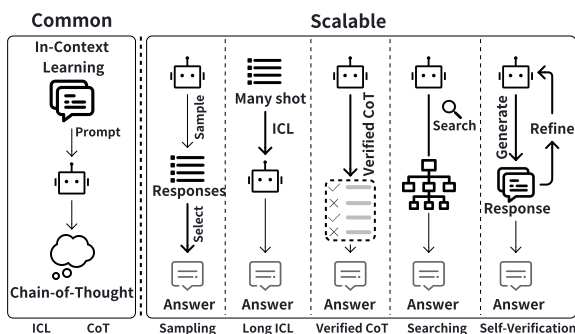 Common
Scalable
In-Context
Learning
Prompt
Chain-of-Thought
Sample
Responses
Select
Answer
Many shot
ICL
Answer
Verified CoT
Answer
Search
Answer
Generate
Refine
Response
Answer
ICL CoT Sampling Long ICL Verified CoT Searching Self-Verification